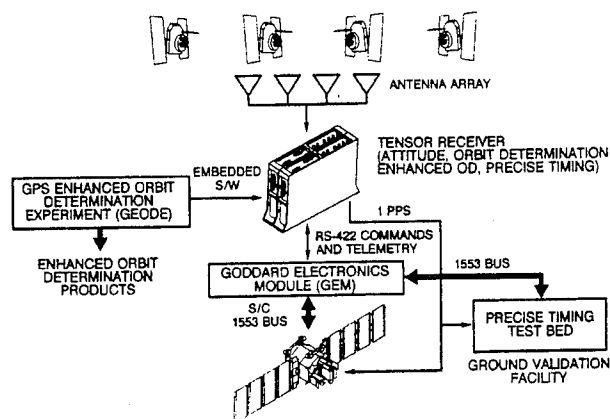 ANTENNA ARRAY
TENSOR RECEIVER
(ATTITUDE, ORBIT DETERMINATION
ENHANCED OD, PRECISE TIMING)
EMBEDDED
S/W
GPS ENHANCED ORBIT
DETERMINATION
EXPERIMENT (GEODE)
1 PPS
RS-422 COMMANDS
AND TELEMETRY
ENHANCED ORBIT
DETERMINATION
PRODUCTS
GODDARD ELECTRONICS
MODULE (GEM)
1553 BUS
S/C
1553 BUS
PRECISE TIMING
TEST BED
GROUND VALIDATION
FACILITY